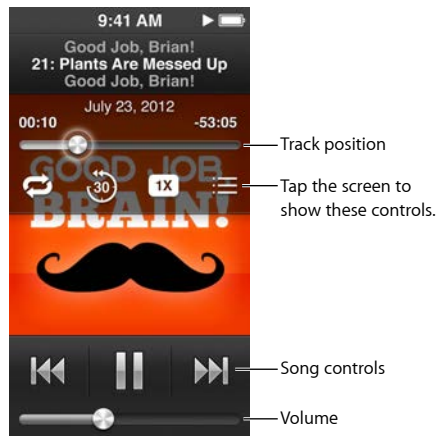 9:41 AM
Good Job, Brian!
21: Plants Are Messed Up
Good Job, Brian!
July 23, 2012
00:10
-53:05
Track position
GOOD JOB
30
1X
BRAIN!
Tap the screen to
show these controls.
Song controls
Volume